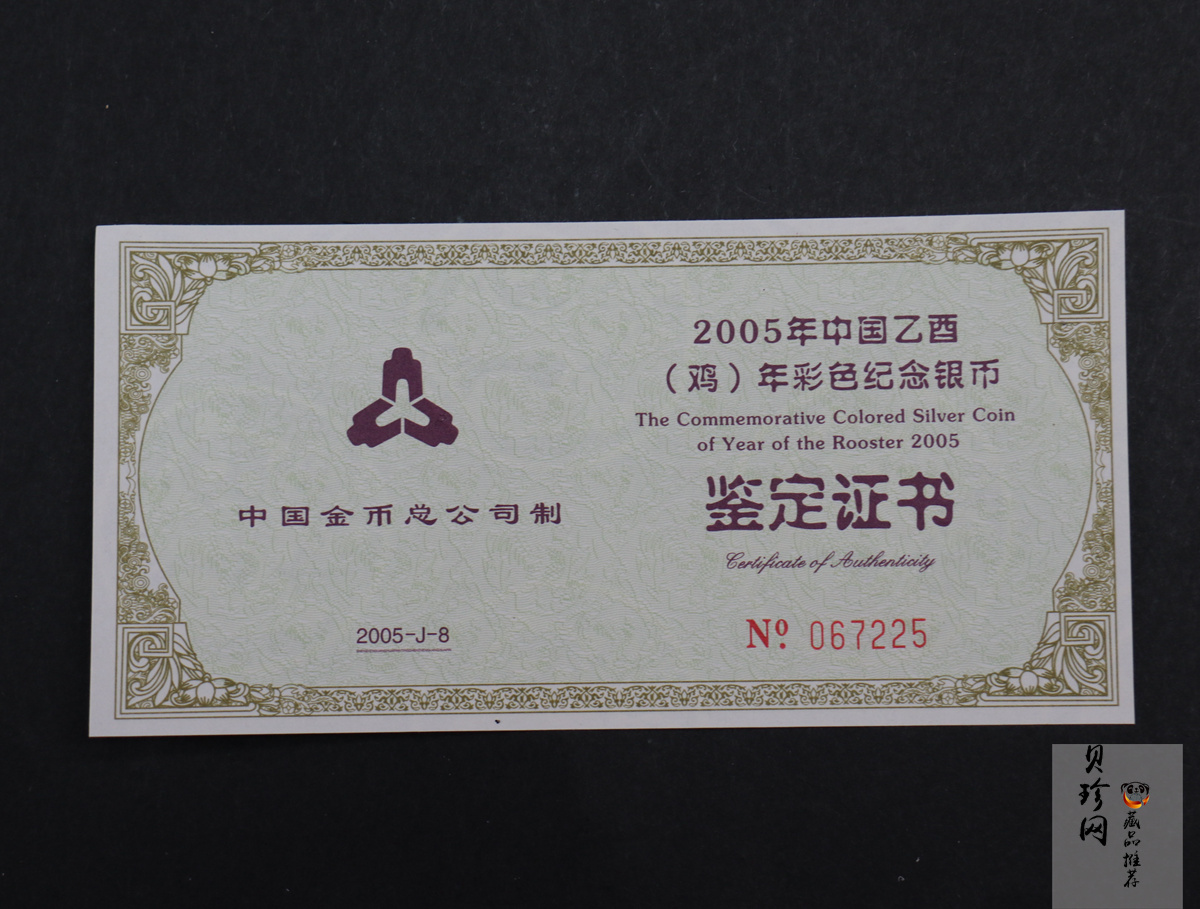 中国金币总公司制
2005-J-8
2005年中国乙酉
（鸡）年彩色纪念银币
The Commemorative Colored Silver Coin
of Year of the Rooster 2005
鉴定证书
Certificate of Authenticity
Nº 067225
贝珍网
藏品推荐